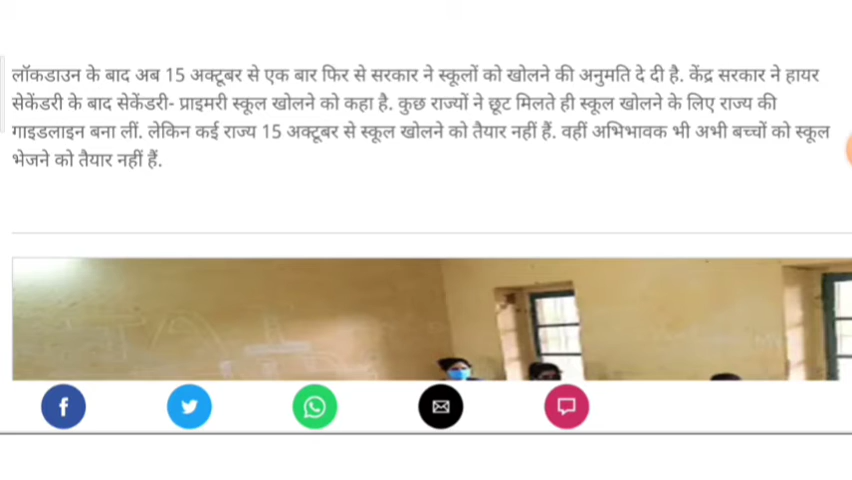 लॉकडाउन के बाद अब 15 अक्टूबर से एक बार फिर से सरकार ने स्कूलों को खोलने की अनुमति दे दी है. केंद्र सरकार ने हायर
सेकेंडरी के बाद सेकेंडरी- प्राइमरी स्कूल खोलने को कहा है. कुछ राज्यों ने छूट मिलते ही स्कूल खोलने के लिए राज्य की
गाइडलाइन बना लीं. लेकिन कई राज्य 15 अक्टूबर से स्कूल खोलने को तैयार नहीं हैं. वहीं अभिभावक भी अभी बच्चों को स्कूल
भेजने को तैयार नहीं हैं.